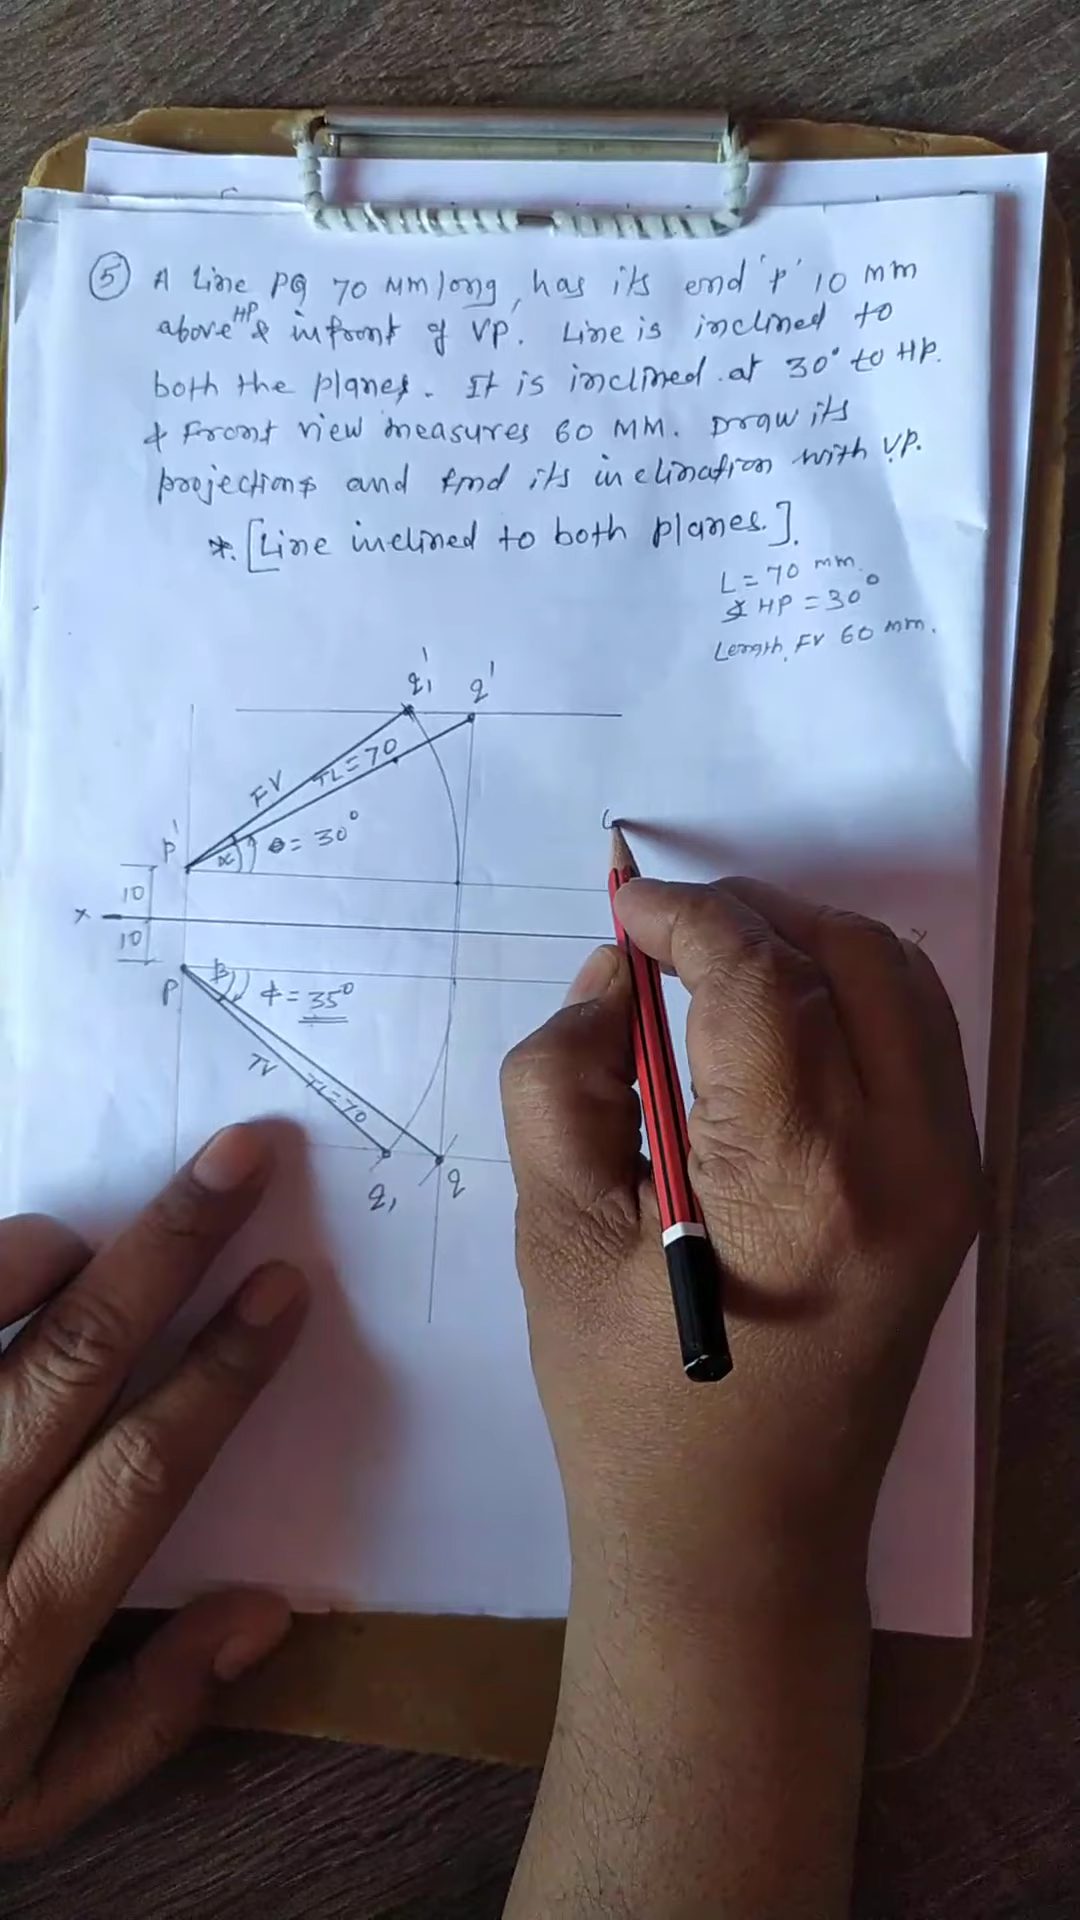 5 A Line PQ 70 MM long, has its end 'P' 10 MM
above HP & infront of VP. Line is inclined to
both the planes. It is inclined at 30° to HP.
& Front view measures 60 MM. Draw its
projections and find its inclination with VP.
*. [Line inclined to both planes.].
L = 70 mm.
∡ HP = 30°
Length, FV 60 mm.
q1' q'
FV TL=70
p' α θ = 30°
10
X Y
10
P β ϕ = 35°
TV TL=70
q1 q